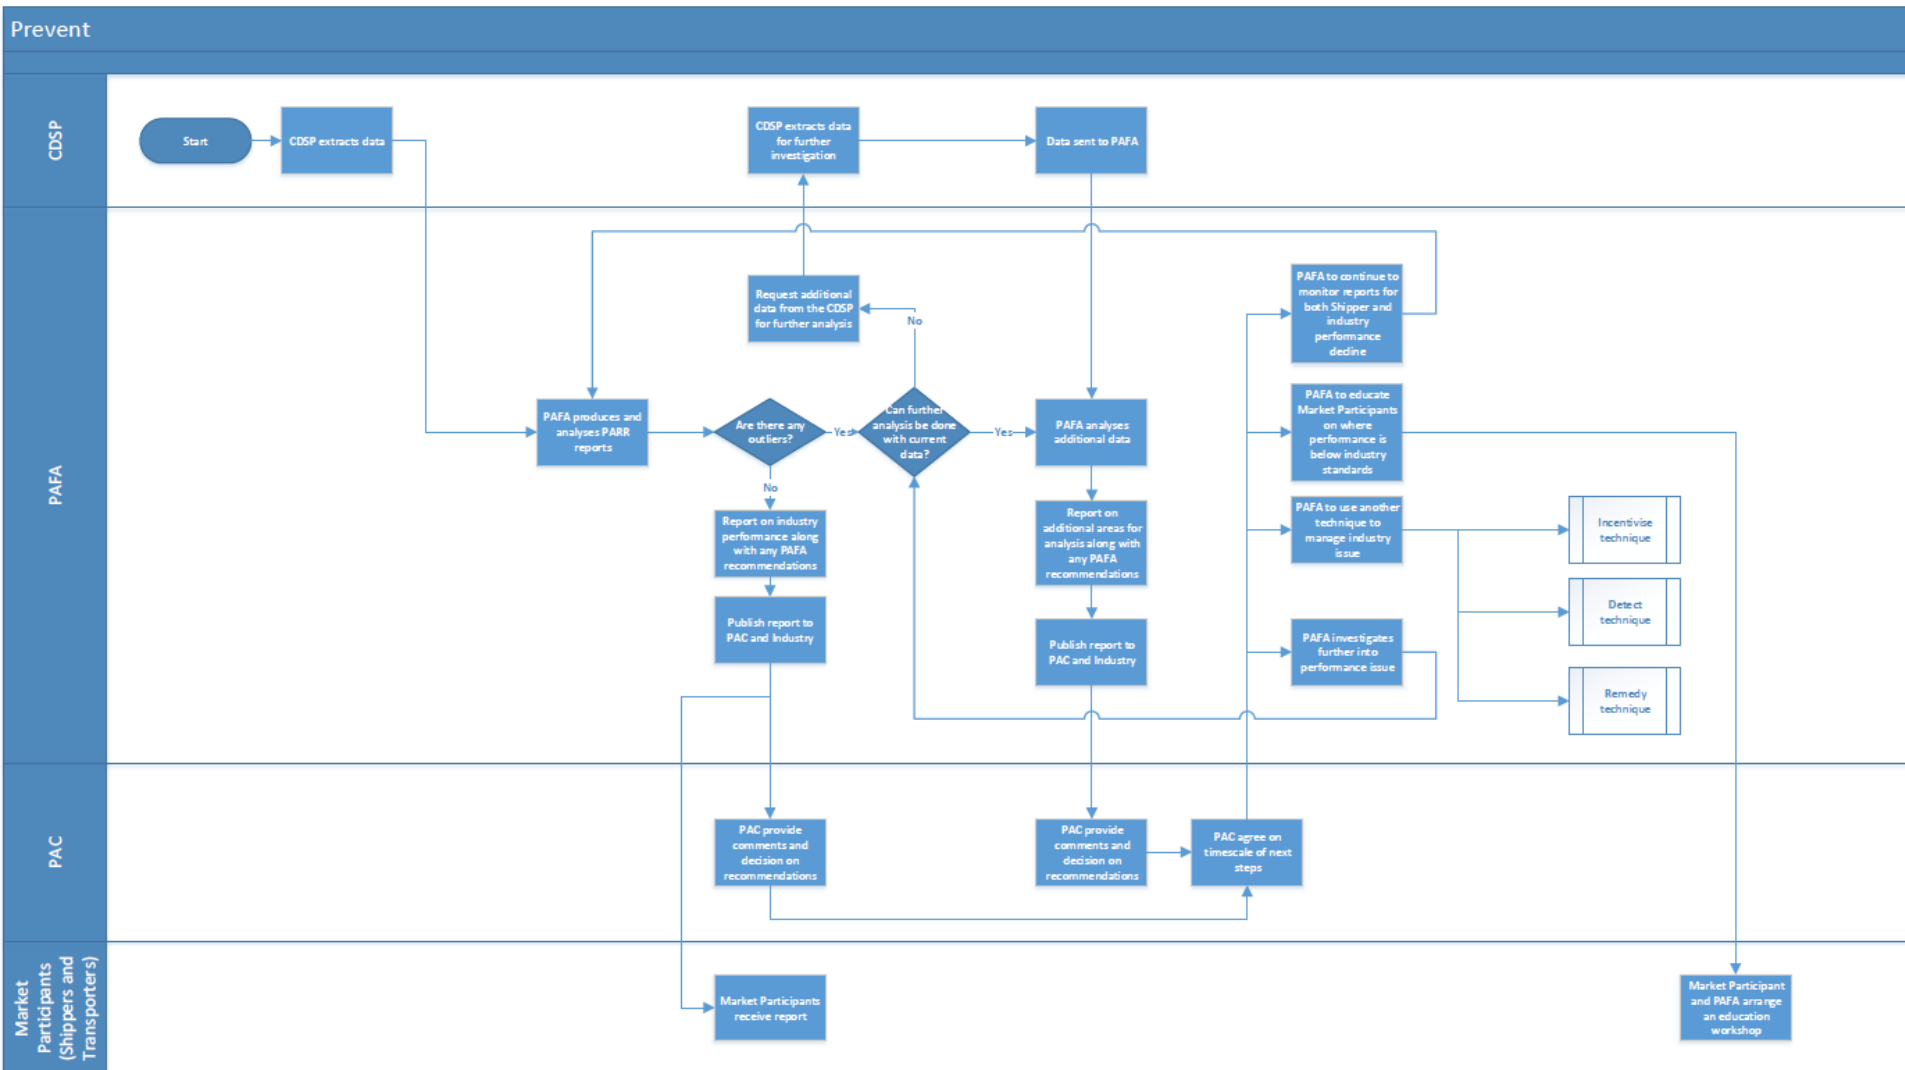 Prevent
CDSP
Start
CDSP extracts data
CDSP extracts data
for further
investigation
Data sent to PAFA
PAFA
Request additional
data from the CDSP
for further analysis
No
PAFA to continue to
monitor reports for
both Shipper and
industry
performance
decline
PAFA produces and
analyses PARR
reports
Are there any
outliers?
Yes
Can further
analysis be done
with current
data?
Yes
PAFA analyses
additional data
PAFA to educate
Market Participants
on where
performance is
below industry
standards
No
Report on industry
performance along
with any PAFA
recommendations
Report on
additional areas for
analysis along with
any PAFA
recommendations
PAFA to use another
technique to
manage industry
issue
Incentivise
technique
Detect
technique
Publish report to
PAC and Industry
Publish report to
PAC and Industry
PAFA investigates
further into
performance issue
Remedy
technique
PAC
PAC provide
comments and
decision on
recommendations
PAC provide
comments and
decision on
recommendations
PAC agree on
timescale of next
steps
Market
Participants
(Shippers and
Transporters)
Market Participants
receive report
Market Participant
and PAFA arrange
an education
workshop